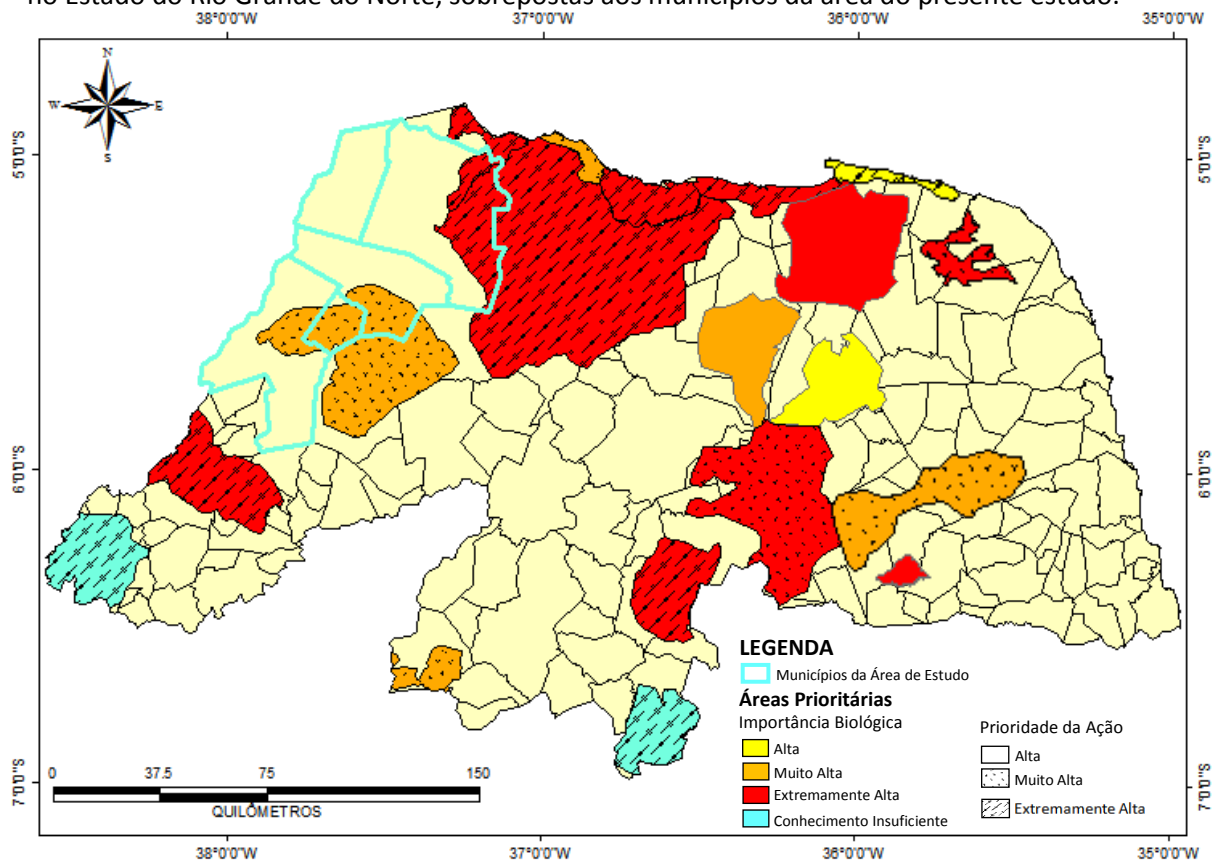 no Estado do Rio Grande do Norte, sobrepostas aos municípios da área do presente estudo.
38°0'0"W 37°0'0"W 36°0'0"W 35°0'0"W
N
W E
S
5°0'0"S 5°0'0"S
6°0'0"S 6°0'0"S
7°0'0"S 7°0'0"S
LEGENDA
Municípios da Área de Estudo
Áreas Prioritárias
Importância Biológica
Alta
Muito Alta
Extremamente Alta
Conhecimento Insuficiente
Prioridade da Ação
Alta
Muito Alta
Extremamente Alta
0 37.5 75 150
QUILÔMETROS
38°0'0"W 37°0'0"W 36°0'0"W 35°0'0"W